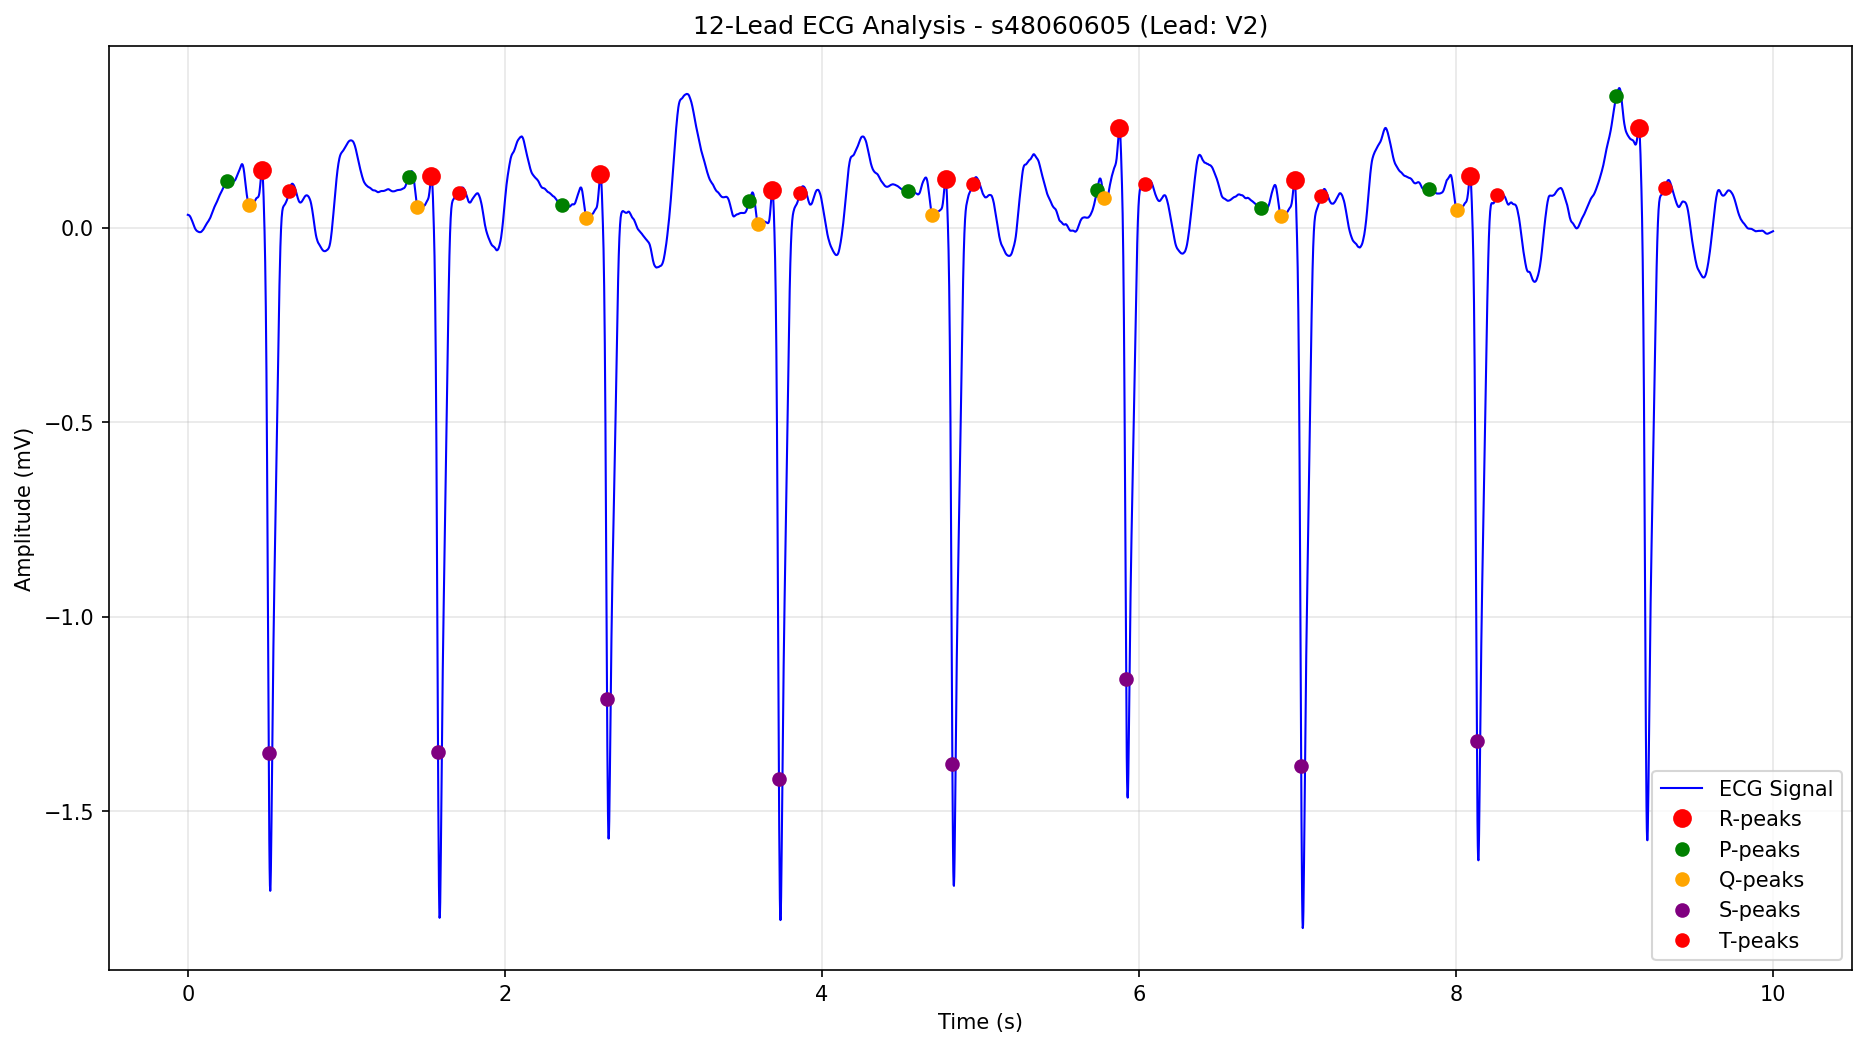 12-Lead ECG Analysis - s48060605 (Lead: V2)
Amplitude (mV)
0.0
−0.5
−1.0
−1.5
0 2 4 6 8 10
Time (s)
ECG Signal
R-peaks
P-peaks
Q-peaks
S-peaks
T-peaks